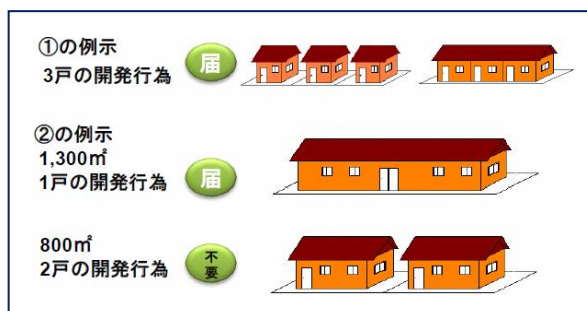 ①の例示
3戸の開発行為
届
②の例示
1,300㎡
1戸の開発行為
届
800㎡
2戸の開発行為
不要